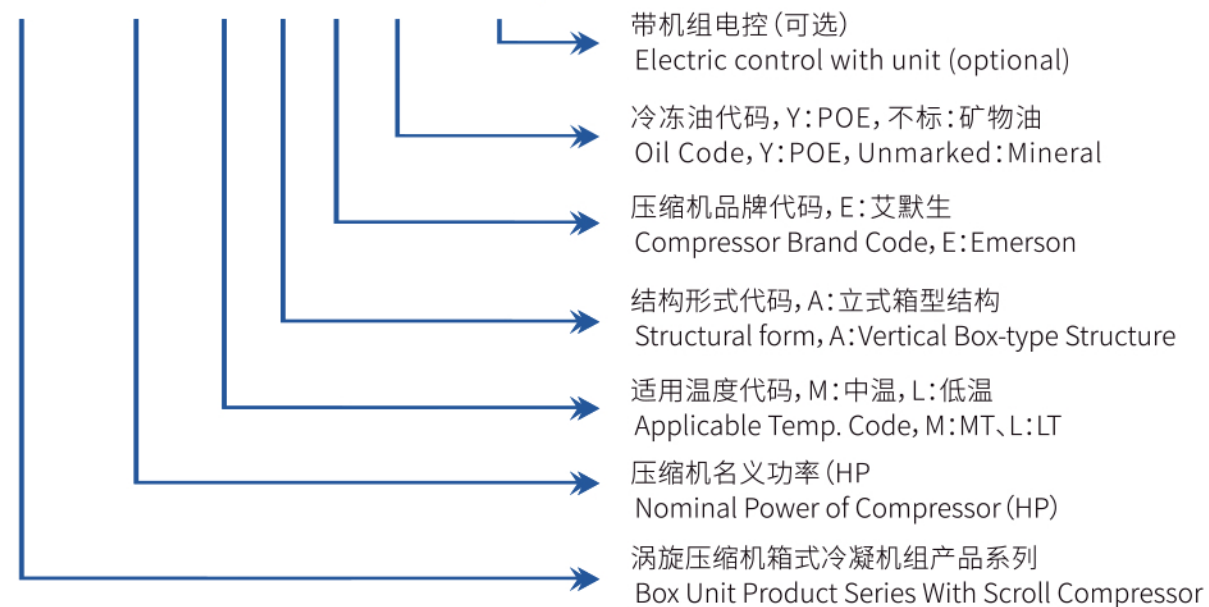 带机组电控(可选)
Electric control with unit (optional)
冷冻油代码,Y:POE,不标:矿物油
Oil Code,Y:POE,Unmarked:Mineral
压缩机品牌代码,E:艾默生
Compressor Brand Code,E:Emerson
结构形式代码,A:立式箱型结构
Structural form,A:Vertical Box-type Structure
适用温度代码,M:中温,L:低温
Applicable Temp. Code,M:MT、L:LT
压缩机名义功率(HP
Nominal Power of Compressor(HP)
涡旋压缩机箱式冷凝机组产品系列
Box Unit Product Series With Scroll Compressor